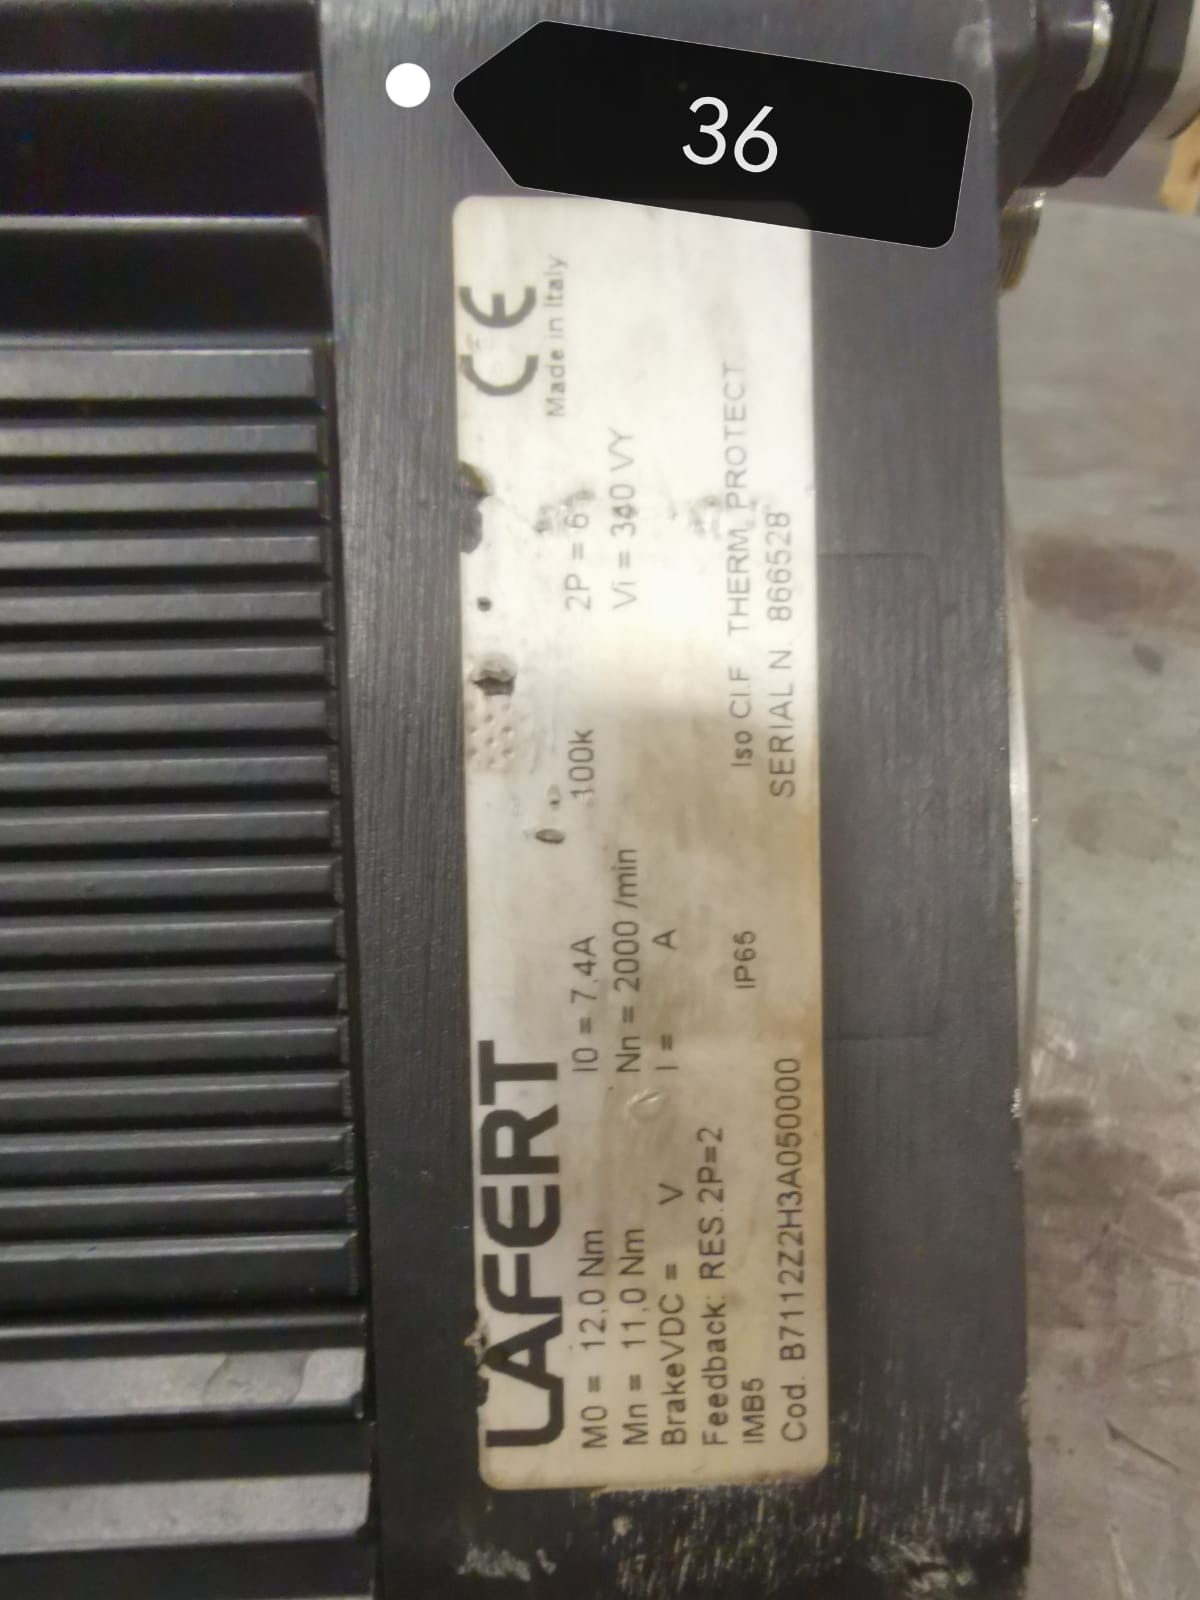 36
LAFERT
CE
Made in Italy
M0 = 12,0 Nm I0 = 7,4A 100k 2P = 6
Mn = 11,0 Nm Nn = 2000 /min Vi = 340 VY
BrakeVDC = V I = A
Feedback: RES.2P=2
IMB5 IP65 Iso Cl.F THERM.PROTECT.
Cod. B7112Z2H3A050000 SERIAL N. 866528